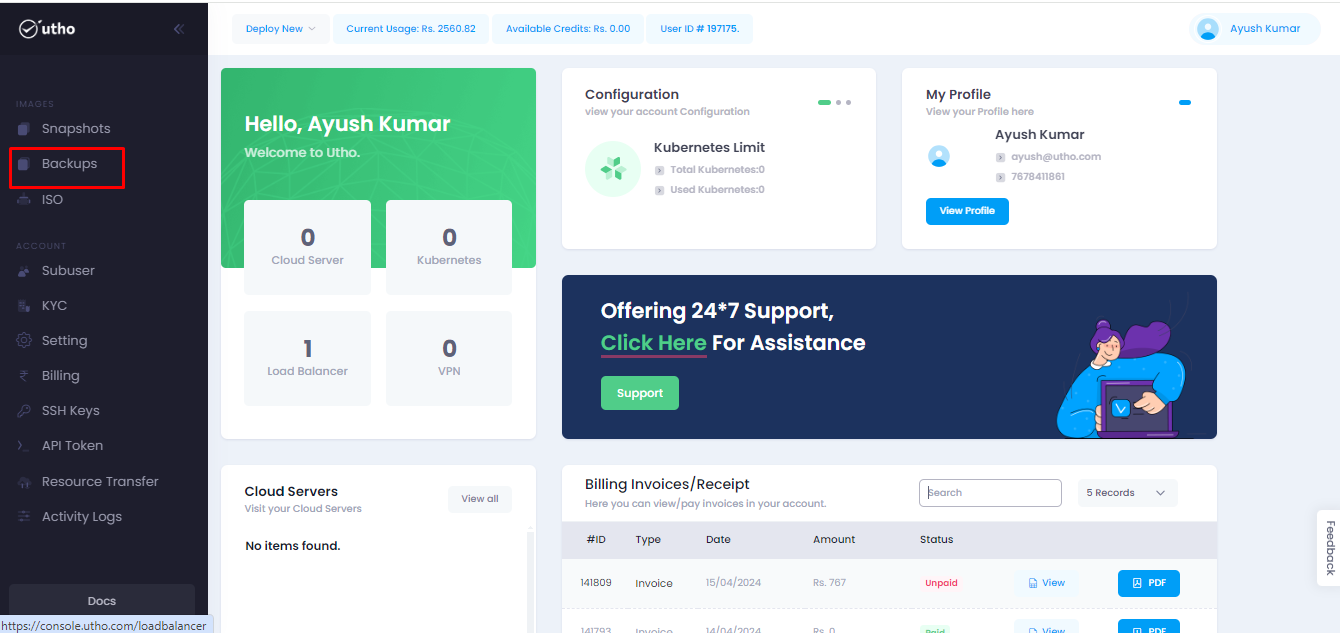 utho
Deploy New
Current Usage: Rs. 2560.82
Available Credits: Rs. 0.00
User ID # 197175.
Ayush Kumar
IMAGES
Snapshots
Backups
ISO
ACCOUNT
Subuser
KYC
Setting
Billing
SSH Keys
API Token
Resource Transfer
Activity Logs
Docs
https://console.utho.com/loadbalancer
Hello, Ayush Kumar
Welcome to Utho.
0
Cloud Server
0
Kubernetes
1
Load Balancer
0
VPN
Configuration
view your account Configuration
Kubernetes Limit
Total Kubernetes:0
Used Kubernetes:0
My Profile
View your Profile here
Ayush Kumar
ayush@utho.com
7678411861
View Profile
Offering 24*7 Support,
Click Here For Assistance
Support
Cloud Servers
Visit your Cloud Servers
View all
No items found.
Billing Invoices/Receipt
Here you can view/pay invoices in your account.
Search
5 Records
#ID Type Date Amount Status
141809 Invoice 15/04/2024 Rs. 767 Unpaid View PDF
141793 Invoice 14/04/2024 Rs. 0 Paid View PDF
Feedback